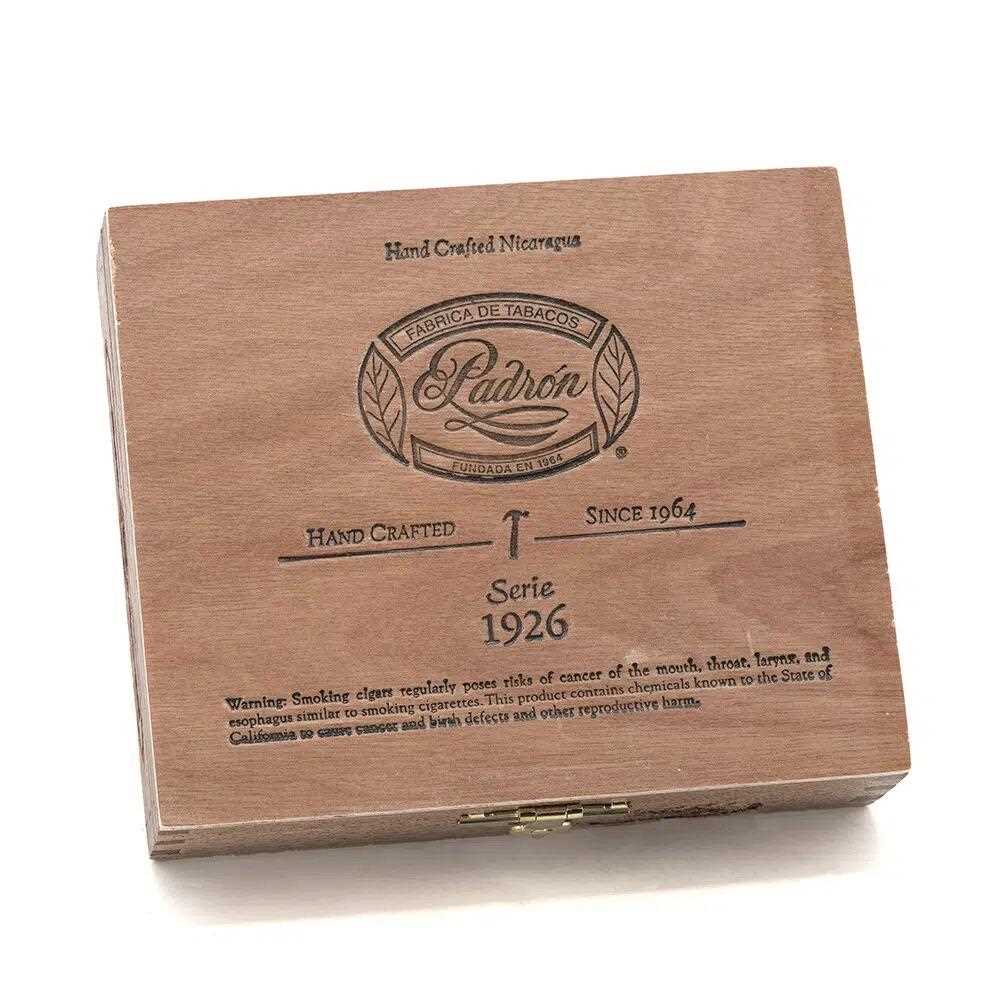 Hand Crafted Nicaragua
FABRICA DE TABACOS
Padrón
FUNDADA EN 1964
®
HAND CRAFTED
SINCE 1964
Serie
1926
Warning: Smoking cigars regularly poses risks of cancer of the mouth, throat, larynx, and
esophagus similar to smoking cigarettes. This product contains chemicals known to the State of
California to cause cancer and birth defects and other reproductive harm.